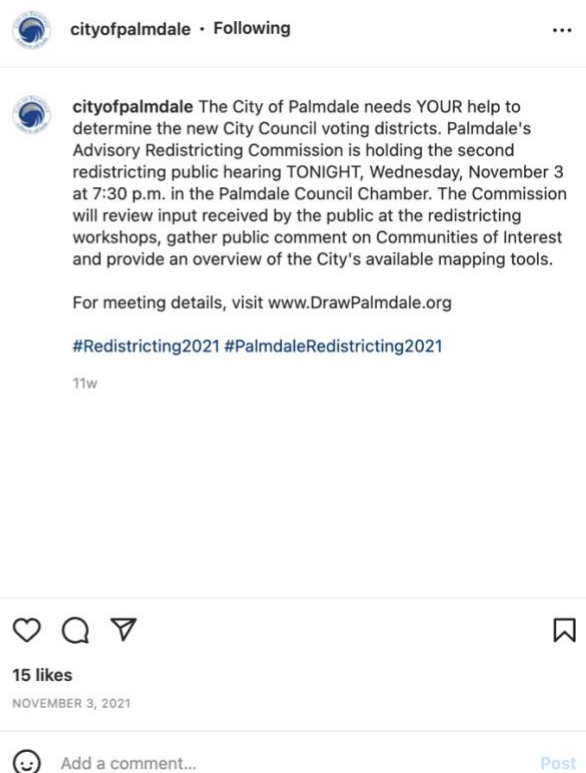 cityofpalmdale • Following
cityofpalmdale The City of Palmdale needs YOUR help to
determine the new City Council voting districts. Palmdale's
Advisory Redistricting Commission is holding the second
redistricting public hearing TONIGHT, Wednesday, November 3
at 7:30 p.m. in the Palmdale Council Chamber. The Commission
will review input received by the public at the redistricting
workshops, gather public comment on Communities of Interest
and provide an overview of the City's available mapping tools.
For meeting details, visit www.DrawPalmdale.org
#Redistricting2021 #PalmdaleRedistricting2021
11w
15 likes
NOVEMBER 3, 2021
Add a comment...
Post